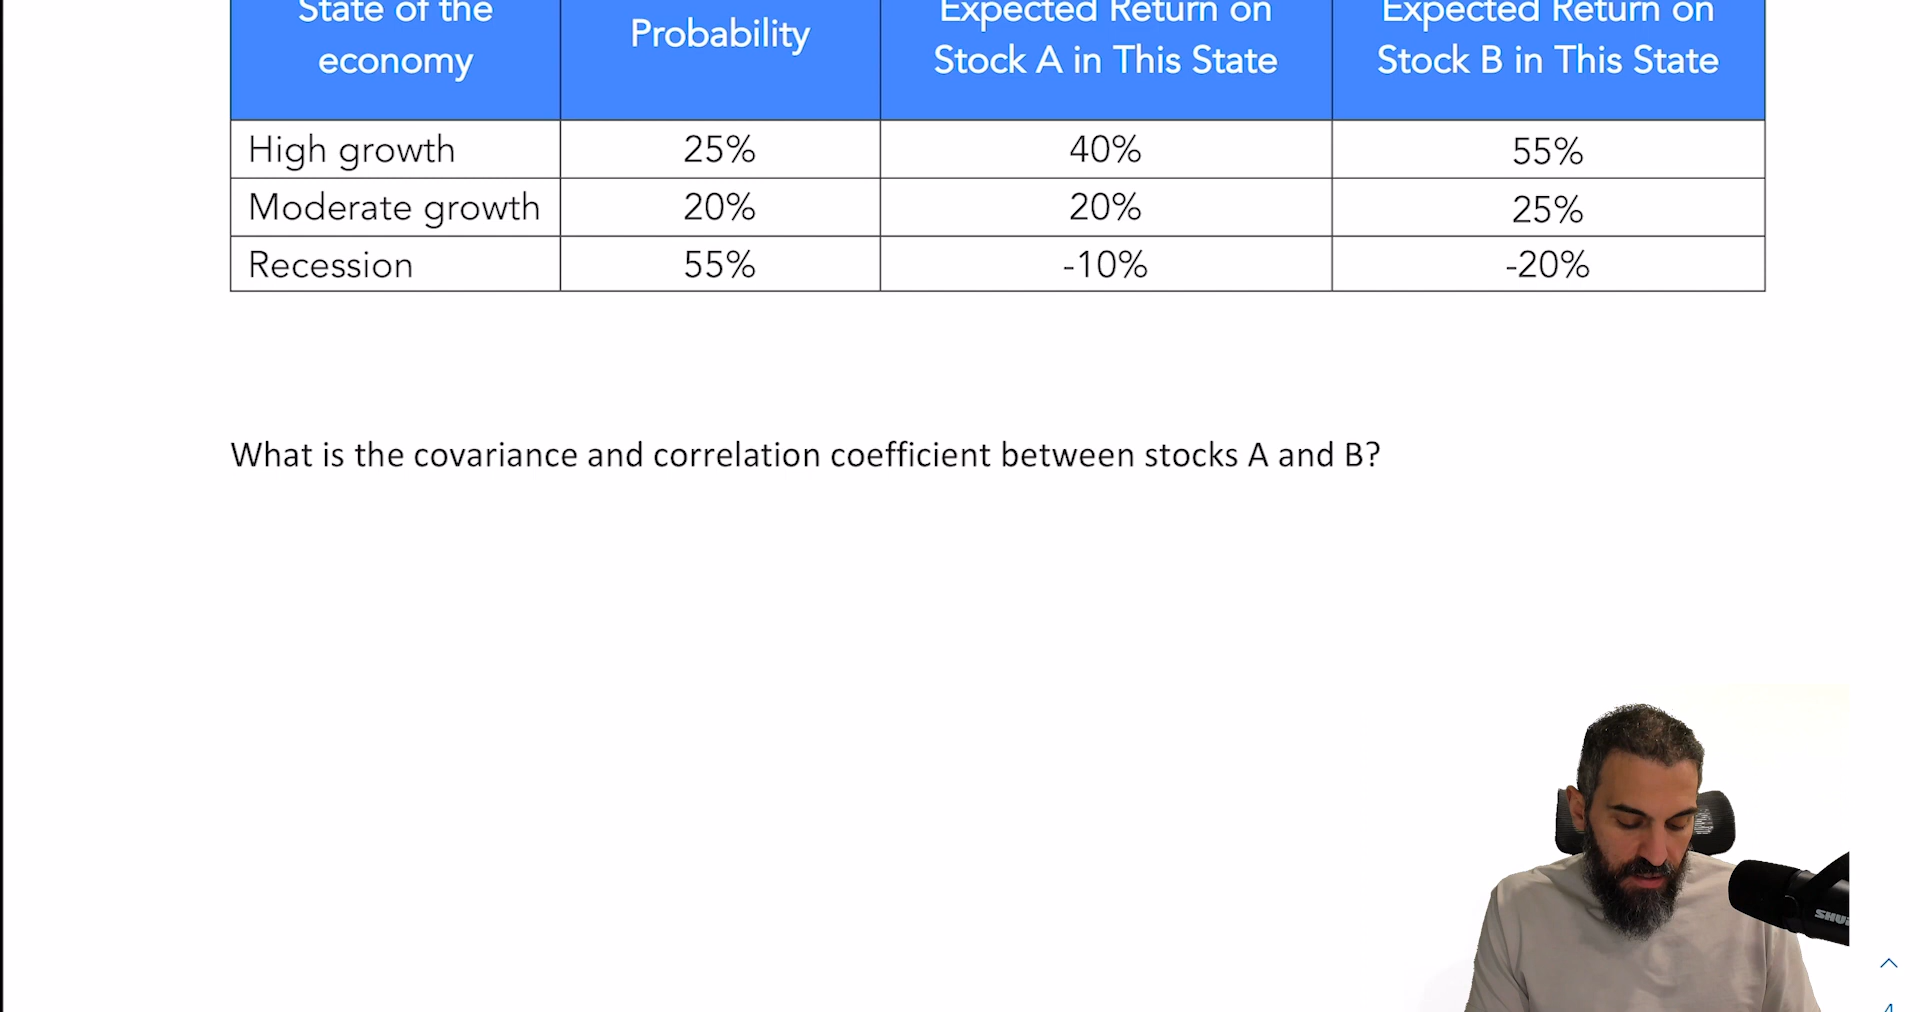 State of the
economy
Probability
Expected Return on
Stock A in This State
Expected Return on
Stock B in This State
High growth 25% 40% 55%
Moderate growth 20% 20% 25%
Recession 55% -10% -20%
What is the covariance and correlation coefficient between stocks A and B?